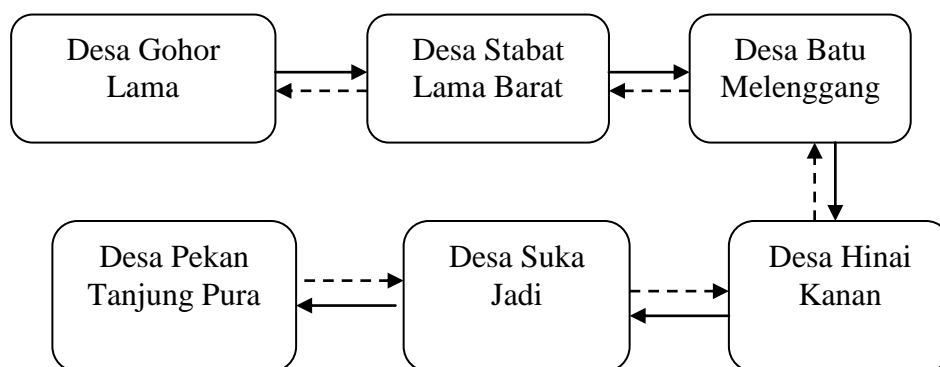 Desa Gohor
Lama
Desa Stabat
Lama Barat
Desa Batu
Melenggang
Desa Pekan
Tanjung Pura
Desa Suka
Jadi
Desa Hinai
Kanan